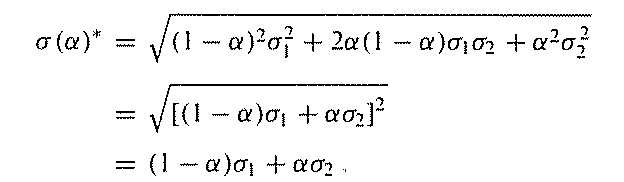 σ(α)* = √((1 − α)²σ₁² + 2α(1 − α)σ₁σ₂ + α²σ₂²)
= √([(1 − α)σ₁ + ασ₂]²)
= (1 − α)σ₁ + ασ₂ .